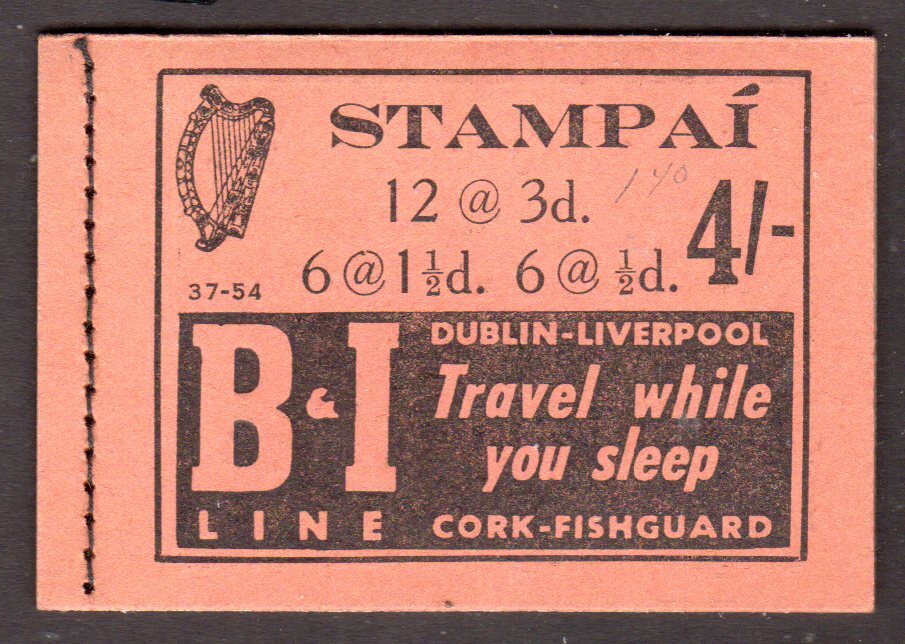 STAMPAÍ
12 @ 3d.
140
4/-
6 @ 1½d. 6 @ ½d.
37-54
B & I
LINE
DUBLIN-LIVERPOOL
Travel while
you sleep
CORK-FISHGUARD